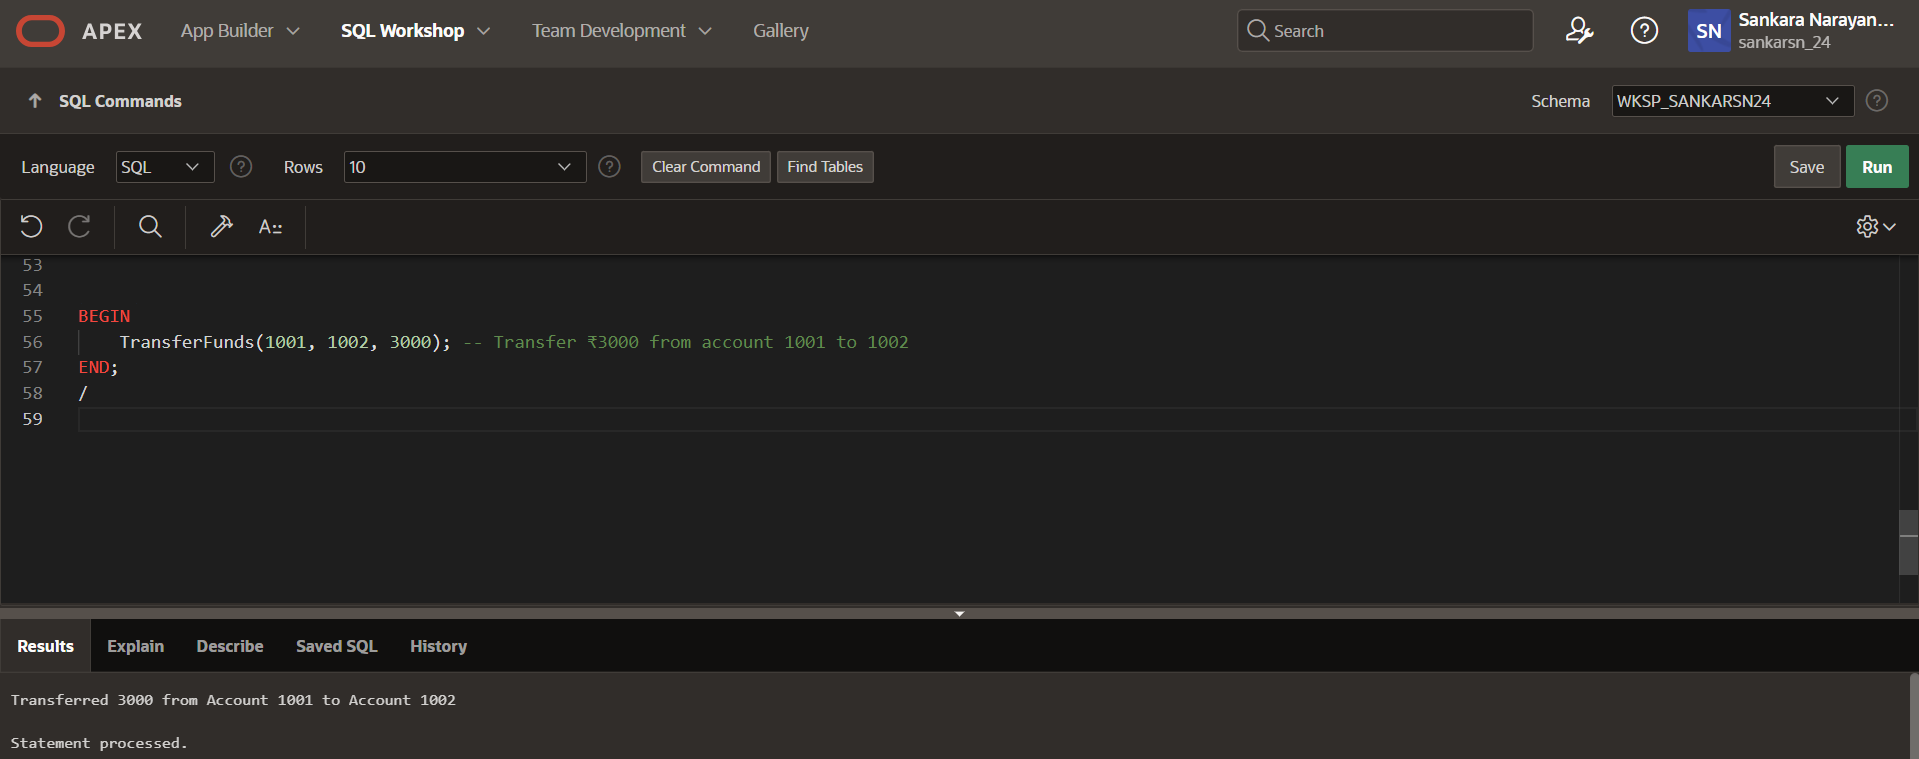 APEX App Builder SQL Workshop Team Development Gallery Search SN Sankara Narayan...
sankarsn_24
SQL Commands Schema WKSP_SANKARSN24 ?
Language SQL ? Rows 10 ? Clear Command Find Tables Save Run
A::
53
54
55 BEGIN
56 TransferFunds(1001, 1002, 3000); -- Transfer ₹3000 from account 1001 to 1002
57 END;
58 /
59
Results Explain Describe Saved SQL History
Transferred 3000 from Account 1001 to Account 1002
Statement processed.